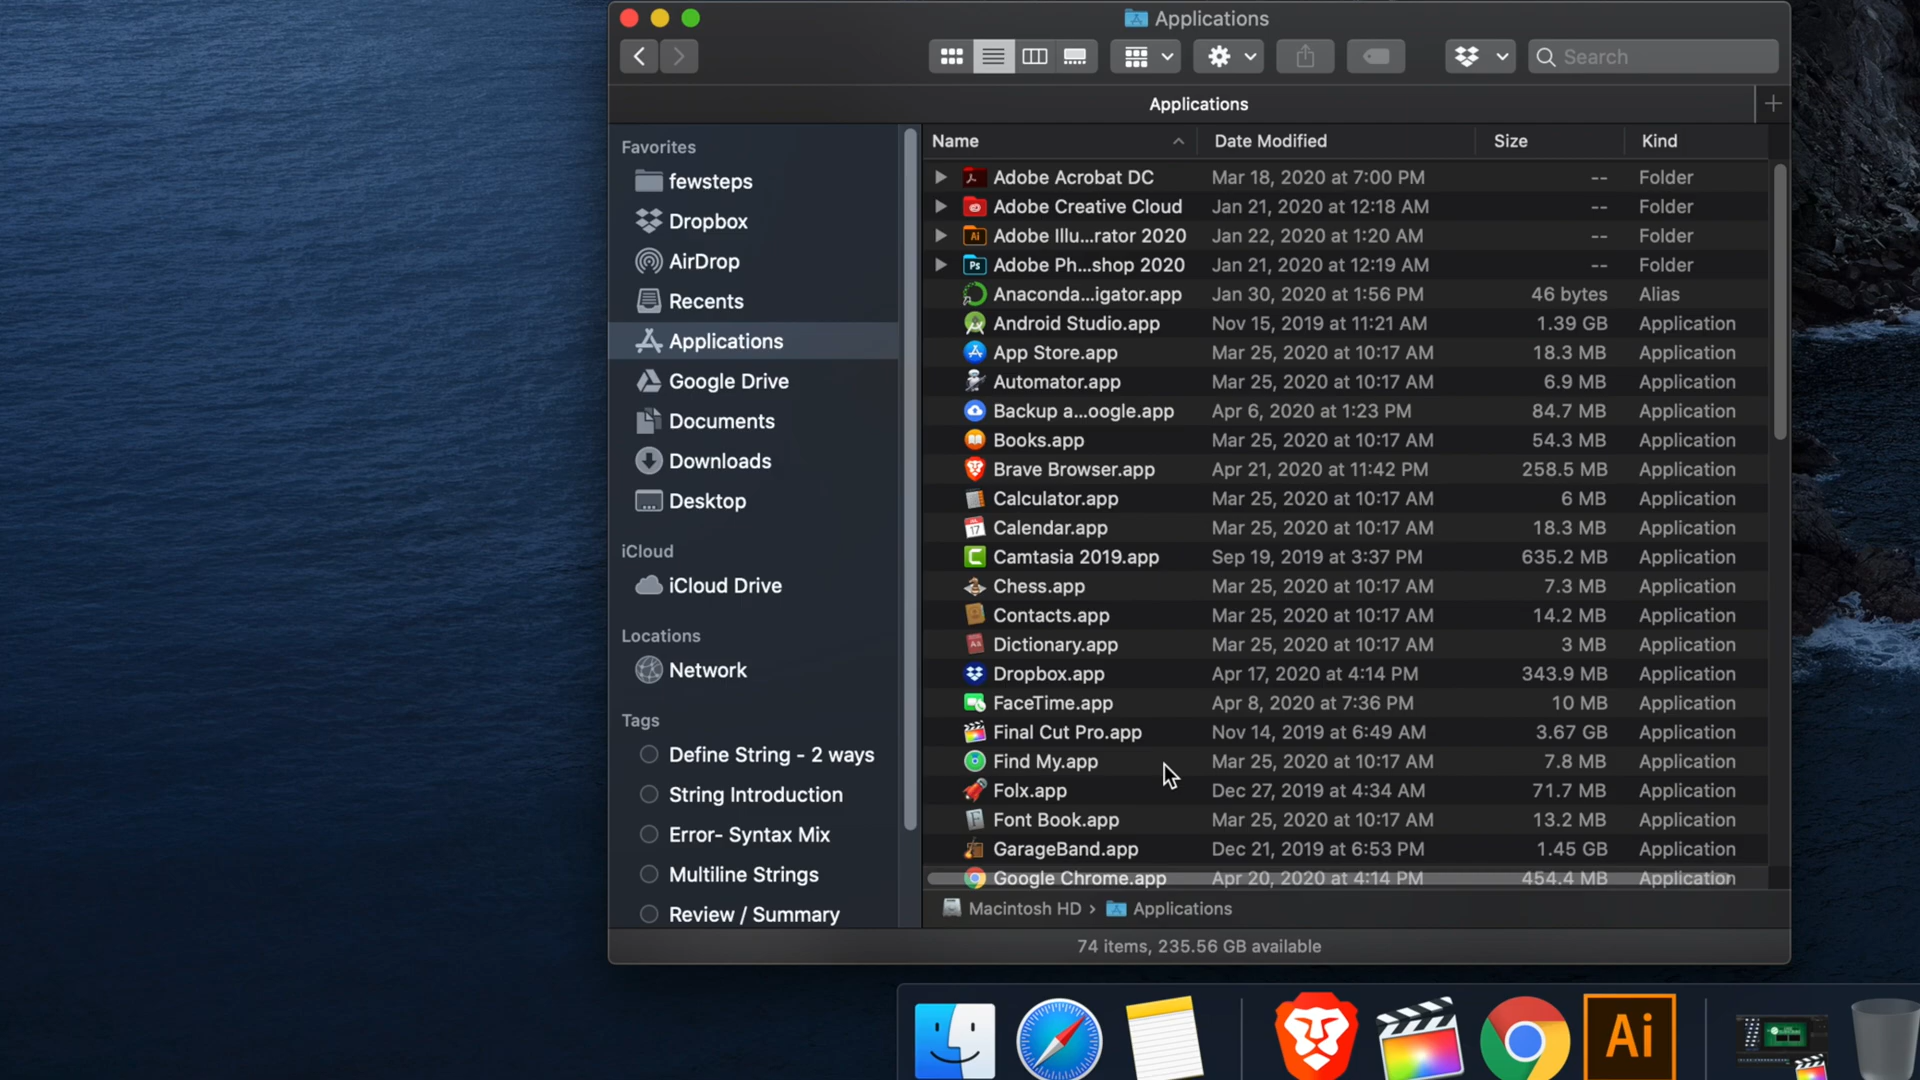 Applications
Search
Applications
Favorites
fewsteps
Dropbox
AirDrop
Recents
Applications
Google Drive
Documents
Downloads
Desktop
iCloud
iCloud Drive
Locations
Network
Tags
Define String - 2 ways
String Introduction
Error- Syntax Mix
Multiline Strings
Review / Summary
Name Date Modified Size Kind
Adobe Acrobat DC Mar 18, 2020 at 7:00 PM -- Folder
Adobe Creative Cloud Jan 21, 2020 at 12:18 AM -- Folder
Adobe Illu...rator 2020 Jan 22, 2020 at 1:20 AM -- Folder
Adobe Ph...shop 2020 Jan 21, 2020 at 12:19 AM -- Folder
Anaconda...igator.app Jan 30, 2020 at 1:56 PM 46 bytes Alias
Android Studio.app Nov 15, 2019 at 11:21 AM 1.39 GB Application
App Store.app Mar 25, 2020 at 10:17 AM 18.3 MB Application
Automator.app Mar 25, 2020 at 10:17 AM 6.9 MB Application
Backup a...oogle.app Apr 6, 2020 at 1:23 PM 84.7 MB Application
Books.app Mar 25, 2020 at 10:17 AM 54.3 MB Application
Brave Browser.app Apr 21, 2020 at 11:42 PM 258.5 MB Application
Calculator.app Mar 25, 2020 at 10:17 AM 6 MB Application
Calendar.app Mar 25, 2020 at 10:17 AM 18.3 MB Application
Camtasia 2019.app Sep 19, 2019 at 3:37 PM 635.2 MB Application
Chess.app Mar 25, 2020 at 10:17 AM 7.3 MB Application
Contacts.app Mar 25, 2020 at 10:17 AM 14.2 MB Application
Dictionary.app Mar 25, 2020 at 10:17 AM 3 MB Application
Dropbox.app Apr 17, 2020 at 4:14 PM 343.9 MB Application
FaceTime.app Apr 8, 2020 at 7:36 PM 10 MB Application
Final Cut Pro.app Nov 14, 2019 at 6:49 AM 3.67 GB Application
Find My.app Mar 25, 2020 at 10:17 AM 7.8 MB Application
Folx.app Dec 27, 2019 at 4:34 AM 71.7 MB Application
Font Book.app Mar 25, 2020 at 10:17 AM 13.2 MB Application
GarageBand.app Dec 21, 2019 at 6:53 PM 1.45 GB Application
Google Chrome.app Apr 20, 2020 at 4:14 PM 454.4 MB Application
Macintosh HD › Applications
74 items, 235.56 GB available
Ai